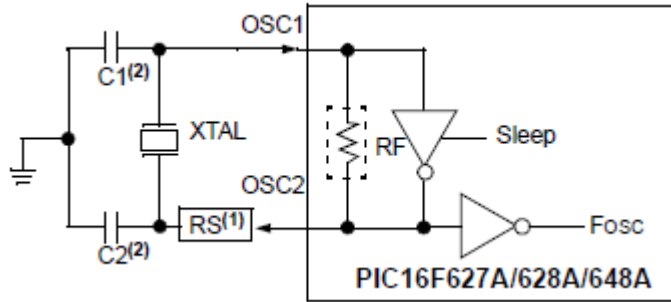 OSC1
C1(2)
XTAL
RF
Sleep
OSC2
RS(1)
C2(2)
Fosc
PIC16F627A/628A/648A